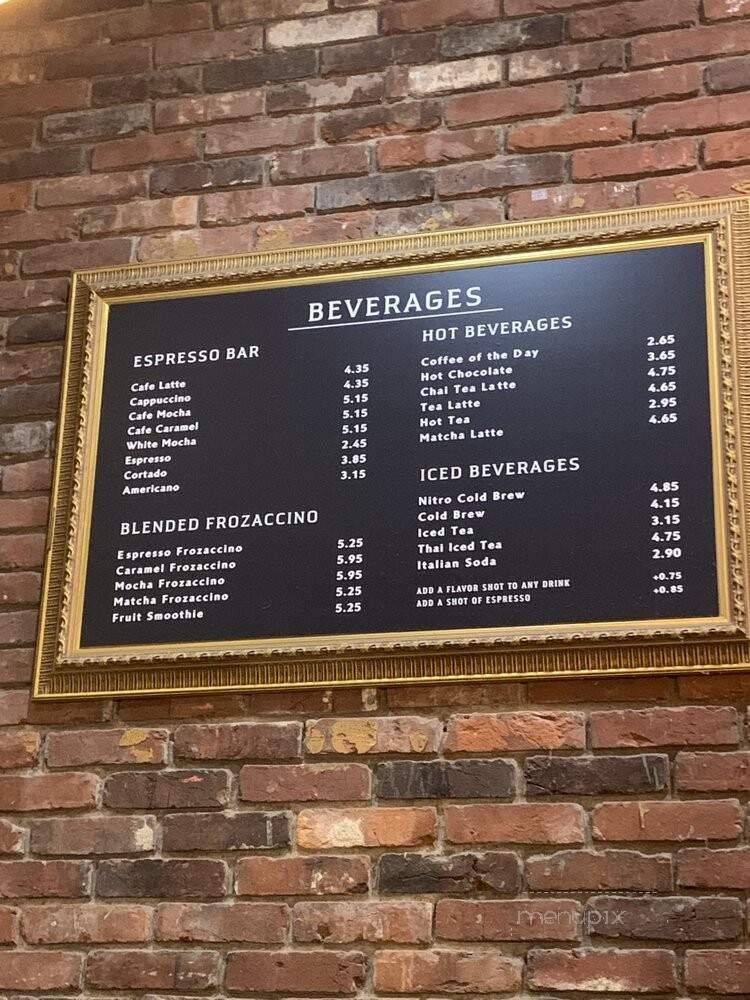 BEVERAGES
ESPRESSO BAR
Cafe Latte 4.35
Cappuccino 4.35
Cafe Mocha 5.15
Cafe Caramel 5.15
White Mocha 5.15
Espresso 2.45
Cortado 3.85
Americano 3.15
BLENDED FROZACCINO
Espresso Frozaccino 5.25
Caramel Frozaccino 5.95
Mocha Frozaccino 5.95
Matcha Frozaccino 5.25
Fruit Smoothie 5.25
HOT BEVERAGES
Coffee of the Day 2.65
Hot Chocolate 3.65
Chai Tea Latte 4.75
Tea Latte 4.65
Hot Tea 2.95
Matcha Latte 4.65
ICED BEVERAGES
Nitro Cold Brew 4.85
Cold Brew 4.15
Iced Tea 3.15
Thai Iced Tea 4.75
Italian Soda 2.90
ADD A FLAVOR SHOT TO ANY DRINK +0.75
ADD A SHOT OF ESPRESSO +0.85
menupix